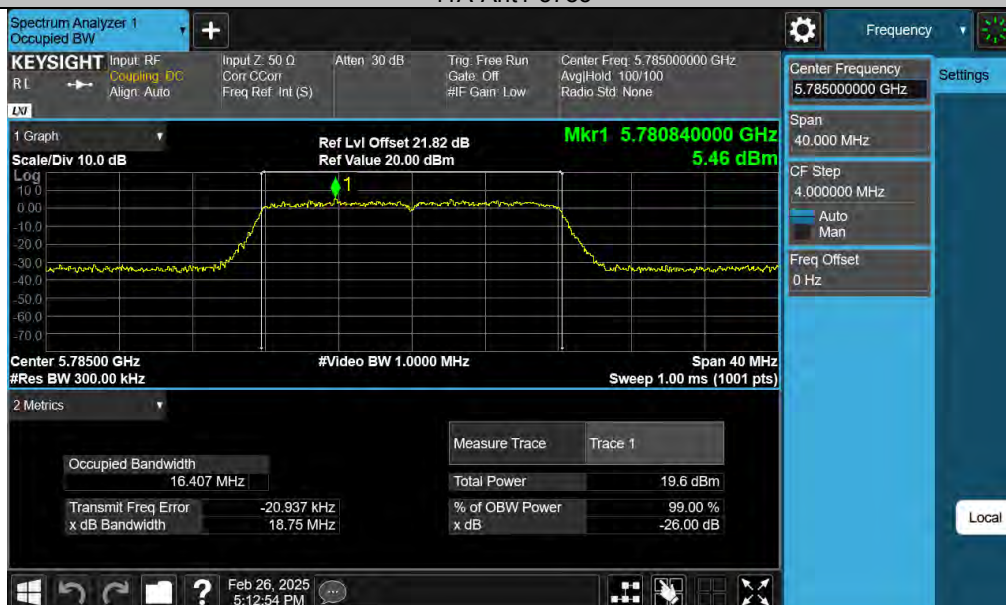 Spectrum Analyzer 1
Occupied BW
+
Frequency
KEYSIGHT Input: RF Input Z: 50 Ω Atten: 30 dB Trig: Free Run Center Freq: 5.785000000 GHz
RL Coupling: DC Corr CCorr Gate: Off Avg|Hold: 100/100
Align: Auto Freq Ref: Int (S) #IF Gain: Low Radio Std: None
LXI
Center Frequency
5.785000000 GHz
Settings
Span
40.000 MHz
CF Step
4.000000 MHz
Auto
Man
Freq Offset
0 Hz
Local
1 Graph
Ref Lvl Offset 21.82 dB
Mkr1 5.780840000 GHz
Scale/Div 10.0 dB
Ref Value 20.00 dBm
5.46 dBm
Log
1
10.0
0.00
-10.0
-20.0
-30.0
-40.0
-50.0
-60.0
-70.0
Center 5.78500 GHz #Video BW 1.0000 MHz Span 40 MHz
#Res BW 300.00 kHz Sweep 1.00 ms (1001 pts)
2 Metrics
Measure Trace Trace 1
Occupied Bandwidth
16.407 MHz
Total Power 19.6 dBm
Transmit Freq Error -20.937 kHz
% of OBW Power 99.00 %
x dB Bandwidth 18.75 MHz
x dB -26.00 dB
?
Feb 26, 2025
5:12:54 PM